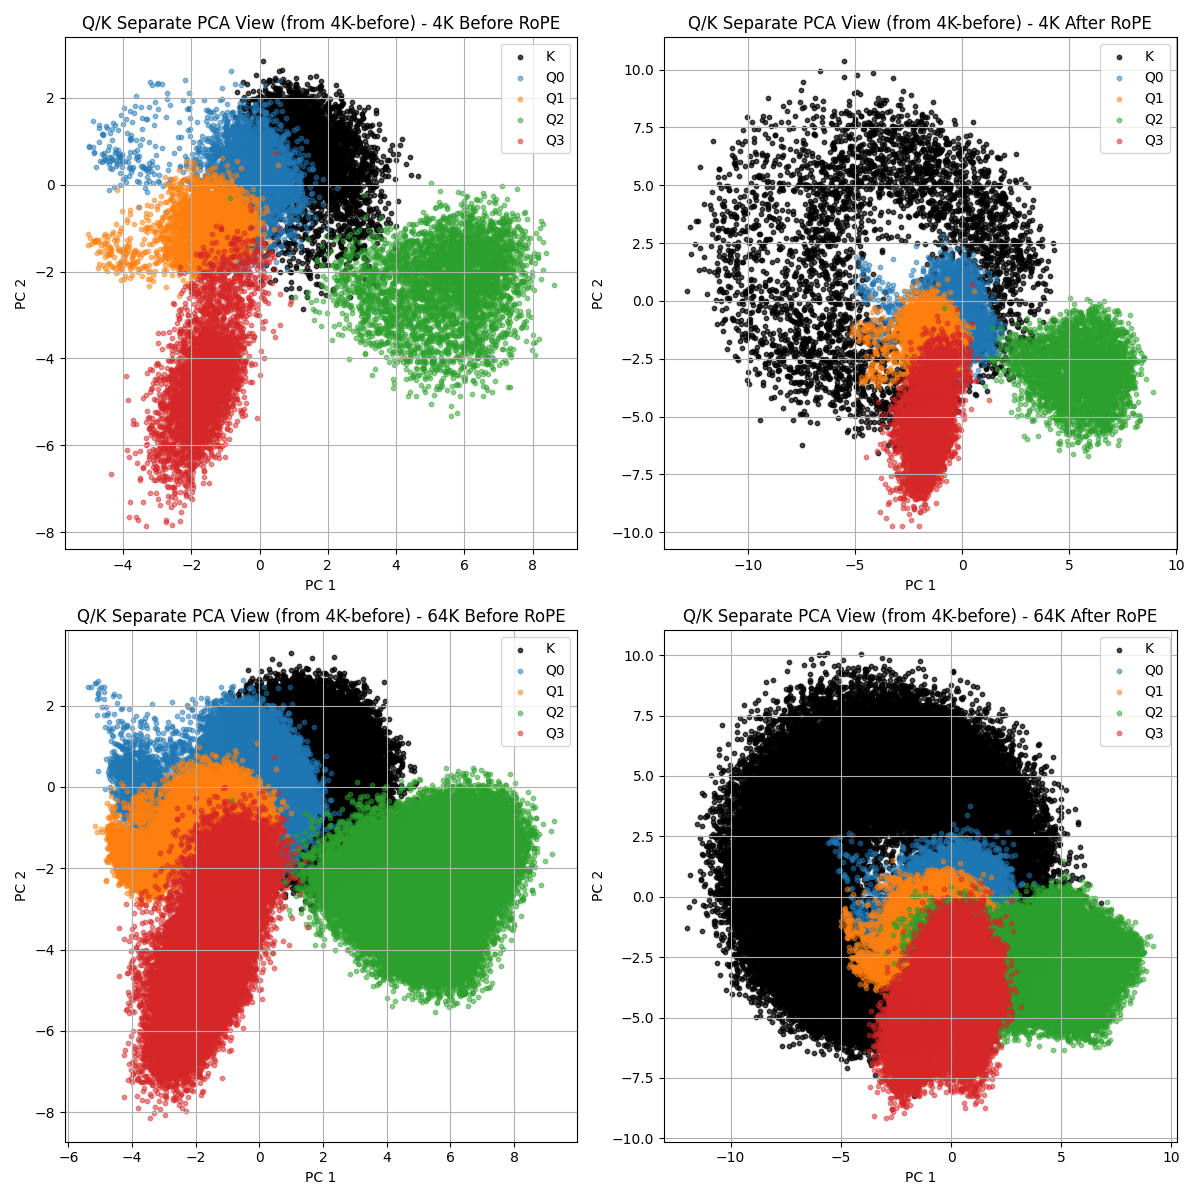 Q/K Separate PCA View (from 4K-before) - 4K Before RoPE
K
Q0
Q1
Q2
Q3
2
0
−2
−4
−6
−8
PC 2
−4
−2
0
2
4
6
8
PC 1
Q/K Separate PCA View (from 4K-before) - 4K After RoPE
K
Q0
Q1
Q2
Q3
10.0
7.5
5.0
2.5
0.0
−2.5
−5.0
−7.5
−10.0
PC 2
−10
−5
0
5
10
PC 1
Q/K Separate PCA View (from 4K-before) - 64K Before RoPE
K
Q0
Q1
Q2
Q3
2
0
−2
−4
−6
−8
PC 2
−6
−4
−2
0
2
4
6
8
PC 1
Q/K Separate PCA View (from 4K-before) - 64K After RoPE
K
Q0
Q1
Q2
Q3
10.0
7.5
5.0
2.5
0.0
−2.5
−5.0
−7.5
−10.0
PC 2
−10
−5
0
5
10
PC 1